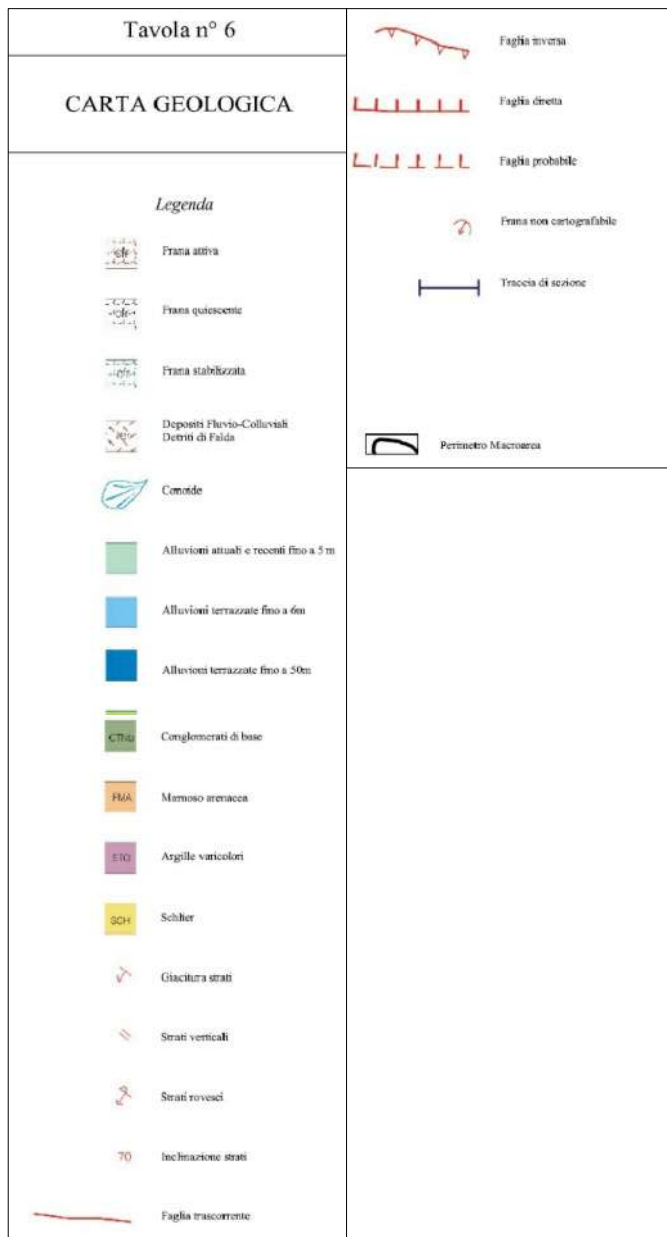 Tavola n° 6
CARTA GEOLOGICA
Legenda
Frana attiva
Frana quiescente
Frana stabilizzata
Depositi Fluvio-Colluviali
Detriti di Falda
Conoide
Alluvioni attuali e recenti fino a 5 m
Alluvioni terrazzate fino a 6m
Alluvioni terrazzate fino a 50m
Conglomerati di base
FMA
Marnoso arenacea
Argille varicolori
SCH
Schlier
Giacitura strati
Strati verticali
Strati rovesci
70
Inclinazione strati
Faglia trascorrente
Faglia inversa
Faglia diretta
Faglia probabile
Frana non cartografabile
Traccia di sezione
Perimetro Macroarea